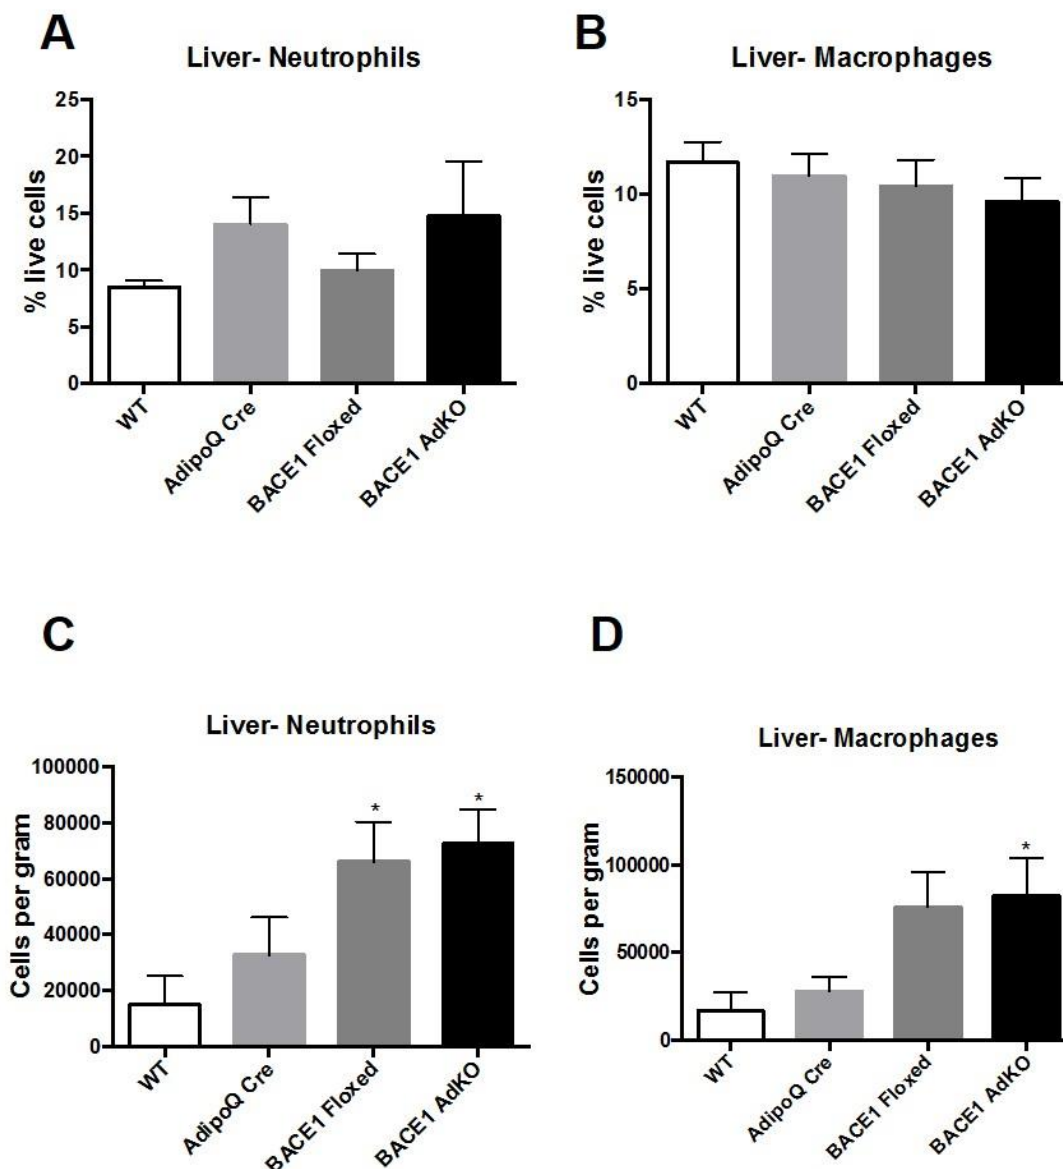 A
Liver- Neutrophils
% live cells
25
20
15
10
5
0
WT
AdipoQ Cre
BACE1 Floxed
BACE1 AdKO
B
Liver- Macrophages
% live cells
15
10
5
0
WT
AdipoQ Cre
BACE1 Floxed
BACE1 AdKO
C
Liver- Neutrophils
Cells per gram
100000
80000
60000
40000
20000
0
*
*
WT
AdipoQ Cre
BACE1 Floxed
BACE1 AdKO
D
Liver- Macrophages
Cells per gram
150000
100000
50000
0
*
WT
AdipoQ Cre
BACE1 Floxed
BACE1 AdKO